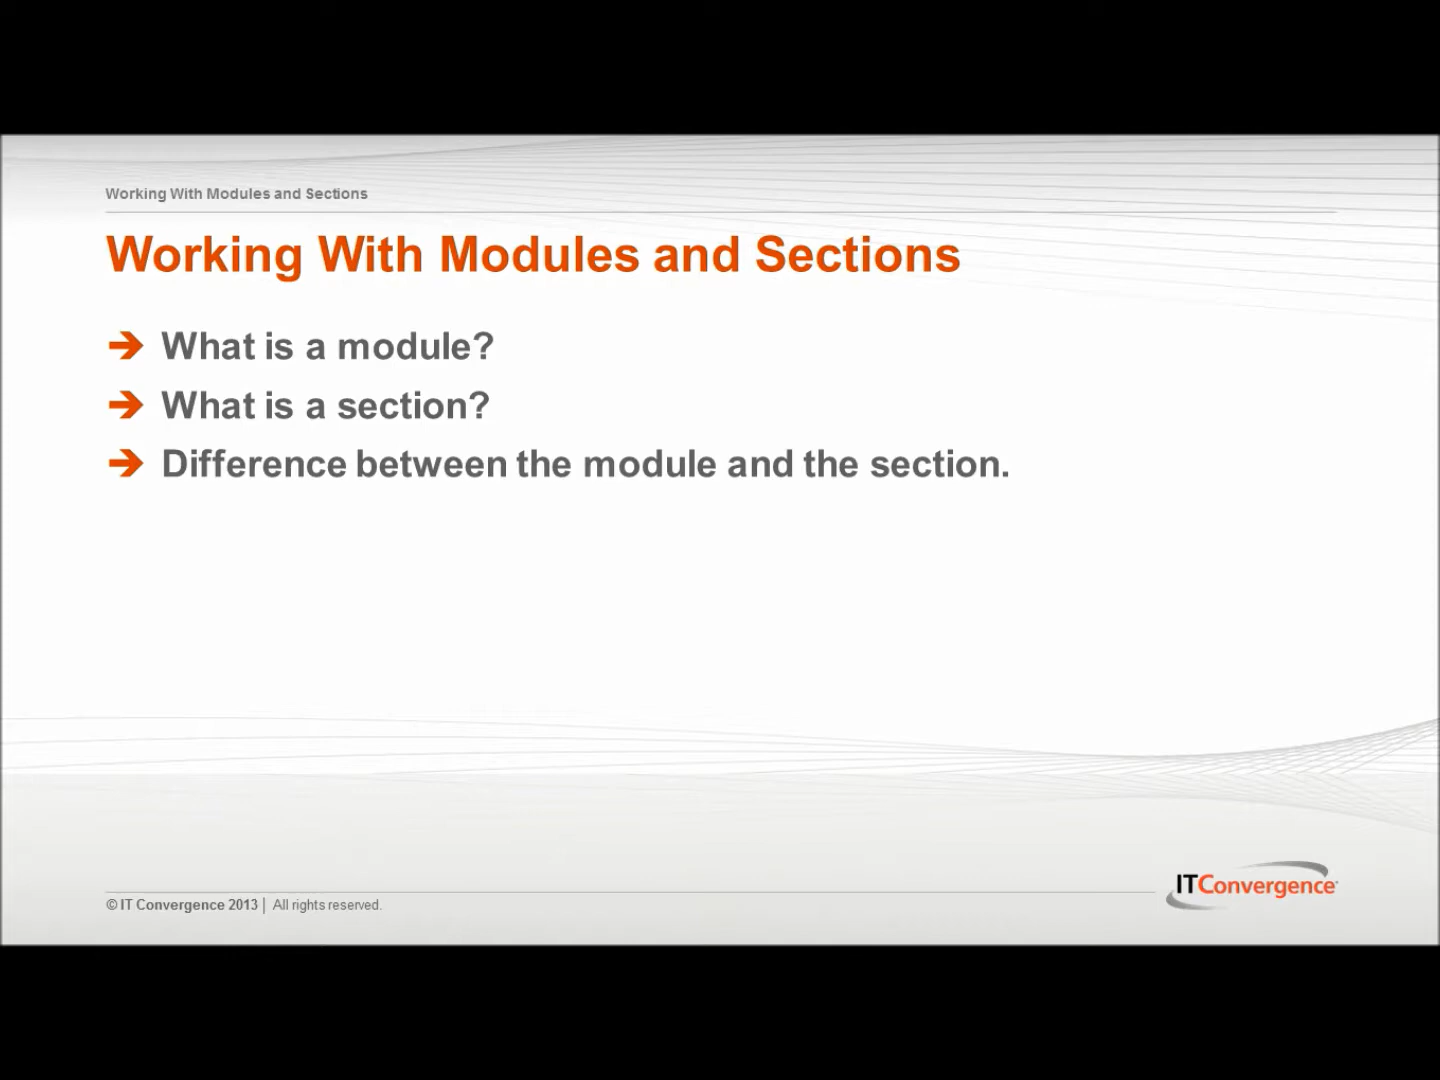 Working With Modules and Sections
Working With Modules and Sections
What is a module?
What is a section?
Difference between the module and the section.
© IT Convergence 2013 | All rights reserved.
ITConvergence